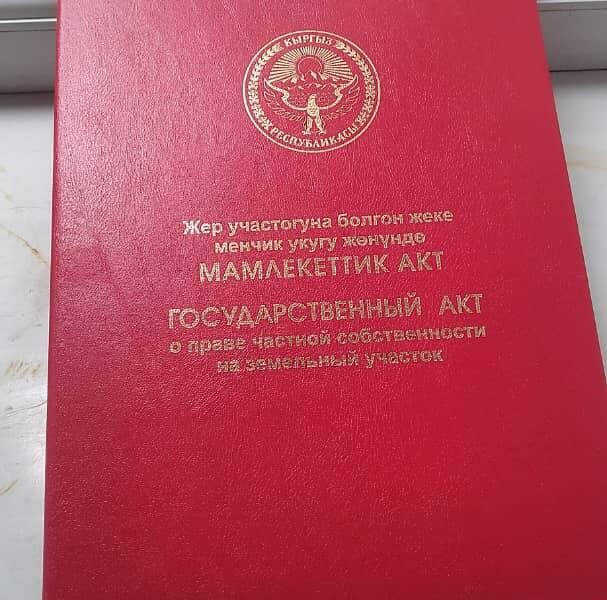 КЫРГЫЗ
РЕСПУБЛИКАСЫ
Жер участогуна болгон жеке
менчик укугу жөнүндө
МАМЛЕКЕТТИК АКТ
ГОСУДАРСТВЕННЫЙ АКТ
о праве частной собственности
на земельный участок